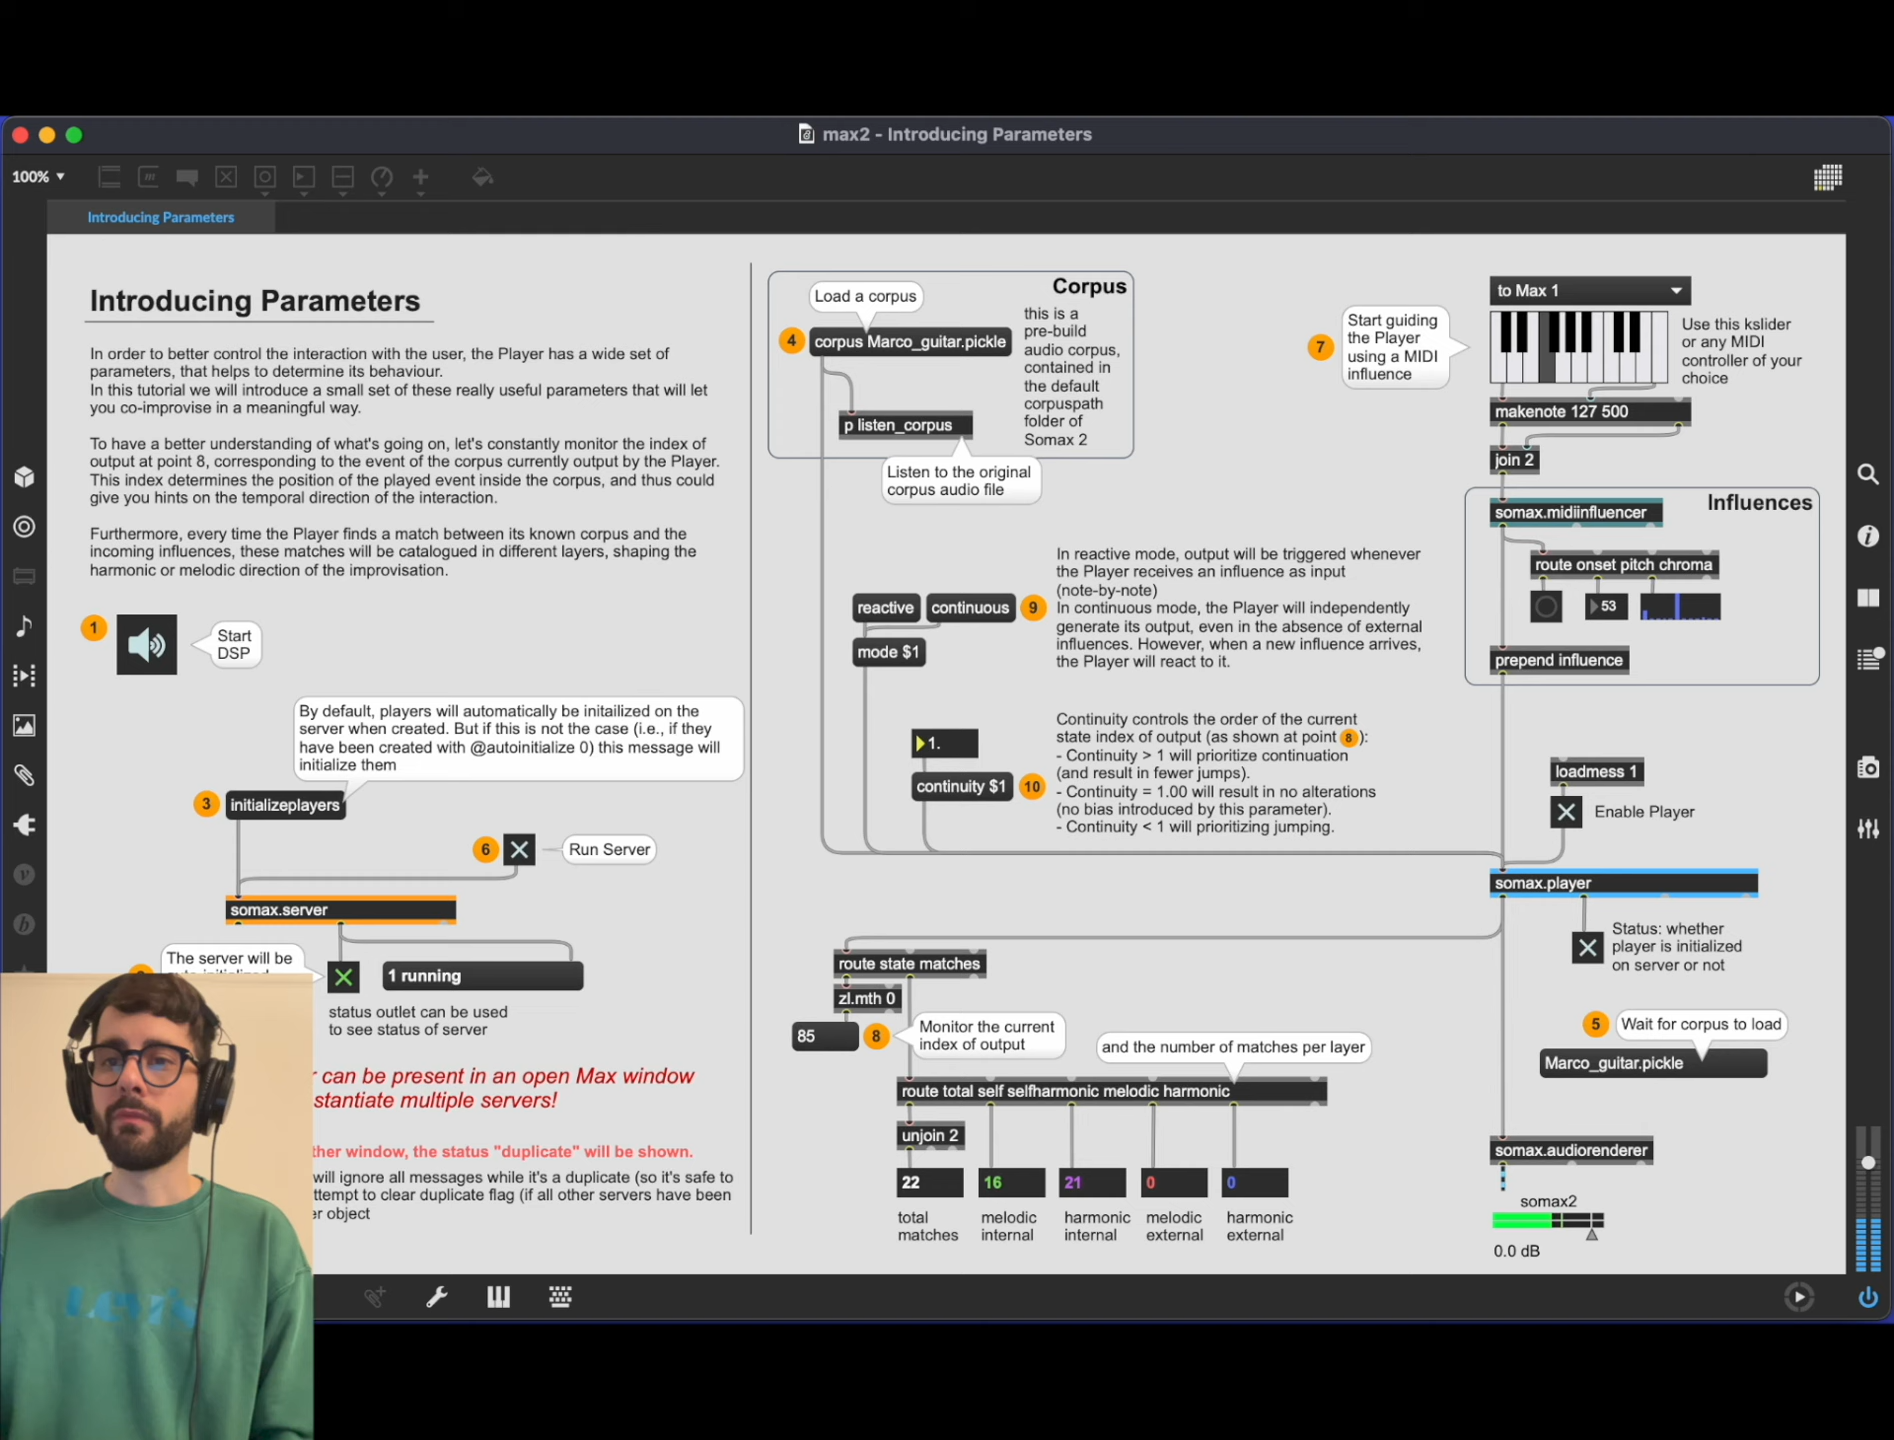 max2 - Introducing Parameters
100%
Introducing Parameters
Introducing Parameters
In order to better control the interaction with the user, the Player has a wide set of
parameters, that helps to determine its behaviour.
In this tutorial we will introduce a small set of these really useful parameters that will let
you co-improvise in a meaningful way.
To have a better understanding of what's going on, let's constantly monitor the index of
output at point 8, corresponding to the event of the corpus currently output by the Player.
This index determines the position of the played event inside the corpus, and thus could
give you hints on the temporal direction of the interaction.
Furthermore, every time the Player finds a match between its known corpus and the
incoming influences, these matches will be catalogued in different layers, shaping the
harmonic or melodic direction of the improvisation.
1
Start
DSP
By default, players will automatically be initailized on the
server when created. But if this is not the case (i.e., if they
have been created with @autoinitialize 0) this message will
initialize them
3
initializeplayers
6
Run Server
somax.server
The server will be
1 running
status outlet can be used
to see status of server
can be present in an open Max window
stantiate multiple servers!
ther window, the status "duplicate" will be shown.
will ignore all messages while it's a duplicate (so it's safe to
ttempt to clear duplicate flag (if all other servers have been
er object
Load a corpus
Corpus
4
corpus Marco_guitar.pickle
this is a
pre-build
audio corpus,
contained in
the default
corpuspath
folder of
Somax 2
p listen_corpus
Listen to the original
corpus audio file
reactive
continuous
9
mode $1
In reactive mode, output will be triggered whenever
the Player receives an influence as input
(note-by-note)
In continuous mode, the Player will independently
generate its output, even in the absence of external
influences. However, when a new influence arrives,
the Player will react to it.
1.
continuity $1
10
Continuity controls the order of the current
state index of output (as shown at point 8):
- Continuity > 1 will prioritize continuation
(and result in fewer jumps).
- Continuity = 1.00 will result in no alterations
(no bias introduced by this parameter).
- Continuity < 1 will prioritizing jumping.
route state matches
zl.mth 0
85
8
Monitor the current
index of output
and the number of matches per layer
route total self selfharmonic melodic harmonic
unjoin 2
22
16
21
0
0
total
matches
melodic
internal
harmonic
internal
melodic
external
harmonic
external
7
Start guiding
the Player
using a MIDI
influence
to Max 1
Use this kslider
or any MIDI
controller of your
choice
makenote 127 500
join 2
Influences
somax.midiinfluencer
route onset pitch chroma
53
prepend influence
loadmess 1
Enable Player
somax.player
Status: whether
player is initialized
on server or not
5
Wait for corpus to load
Marco_guitar.pickle
somax.audiorenderer
somax2
0.0 dB
Levi's